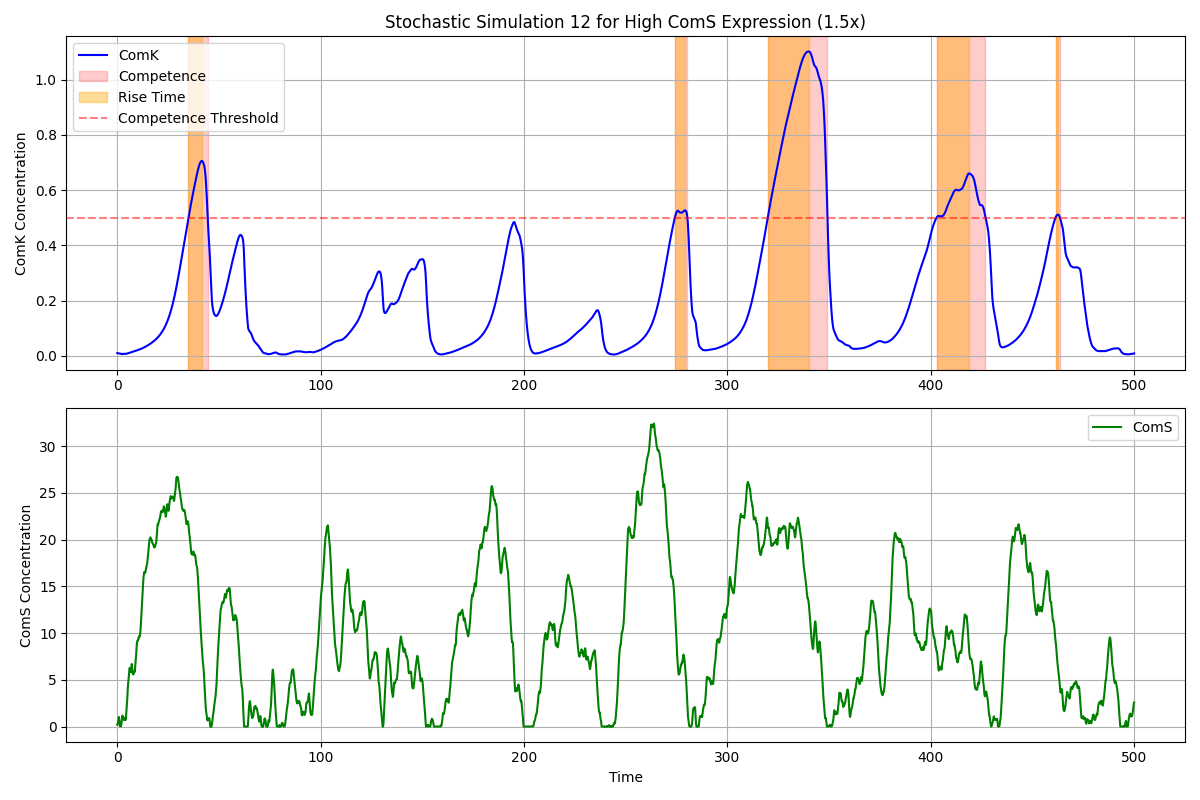 Stochastic Simulation 12 for High ComS Expression (1.5x)
ComK
Competence
Rise Time
Competence Threshold
ComK Concentration
1.0
0.8
0.6
0.4
0.2
0.0
0 100 200 300 400 500
ComS
ComS Concentration
30
25
20
15
10
5
0
0 100 200 300 400 500
Time